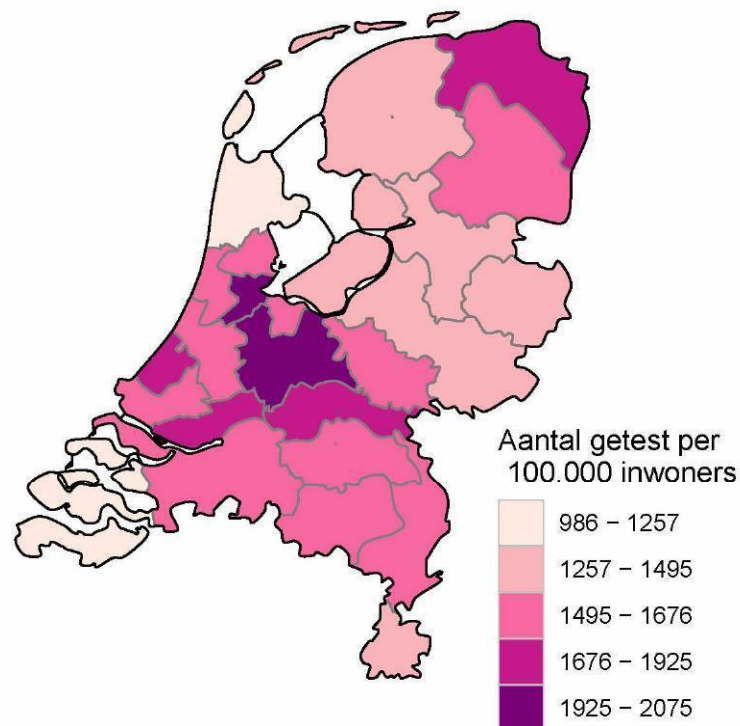 Aantal getest per
100.000 inwoners
986 – 1257
1257 – 1495
1495 – 1676
1676 – 1925
1925 – 2075